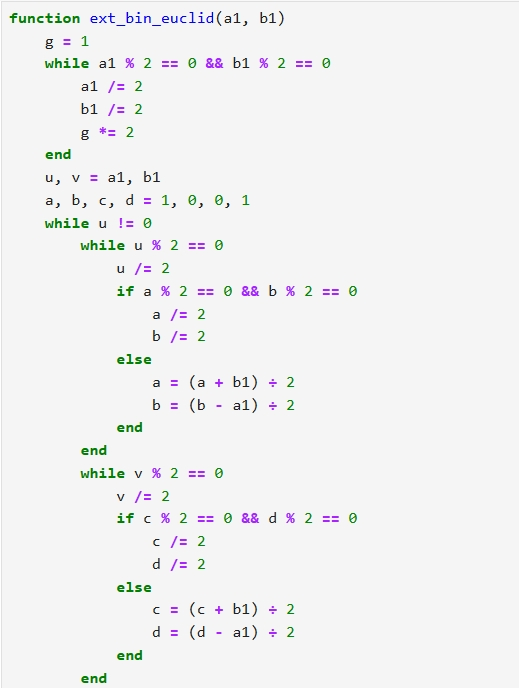 function ext_bin_euclid(a1, b1)
    g = 1
    while a1 % 2 == 0 && b1 % 2 == 0
        a1 /= 2
        b1 /= 2
        g *= 2
    end
    u, v = a1, b1
    a, b, c, d = 1, 0, 0, 1
    while u != 0
        while u % 2 == 0
            u /= 2
            if a % 2 == 0 && b % 2 == 0
                a /= 2
                b /= 2
            else
                a = (a + b1) ÷ 2
                b = (b - a1) ÷ 2
            end
        end
        while v % 2 == 0
            v /= 2
            if c % 2 == 0 && d % 2 == 0
                c /= 2
                d /= 2
            else
                c = (c + b1) ÷ 2
                d = (d - a1) ÷ 2
            end
        end